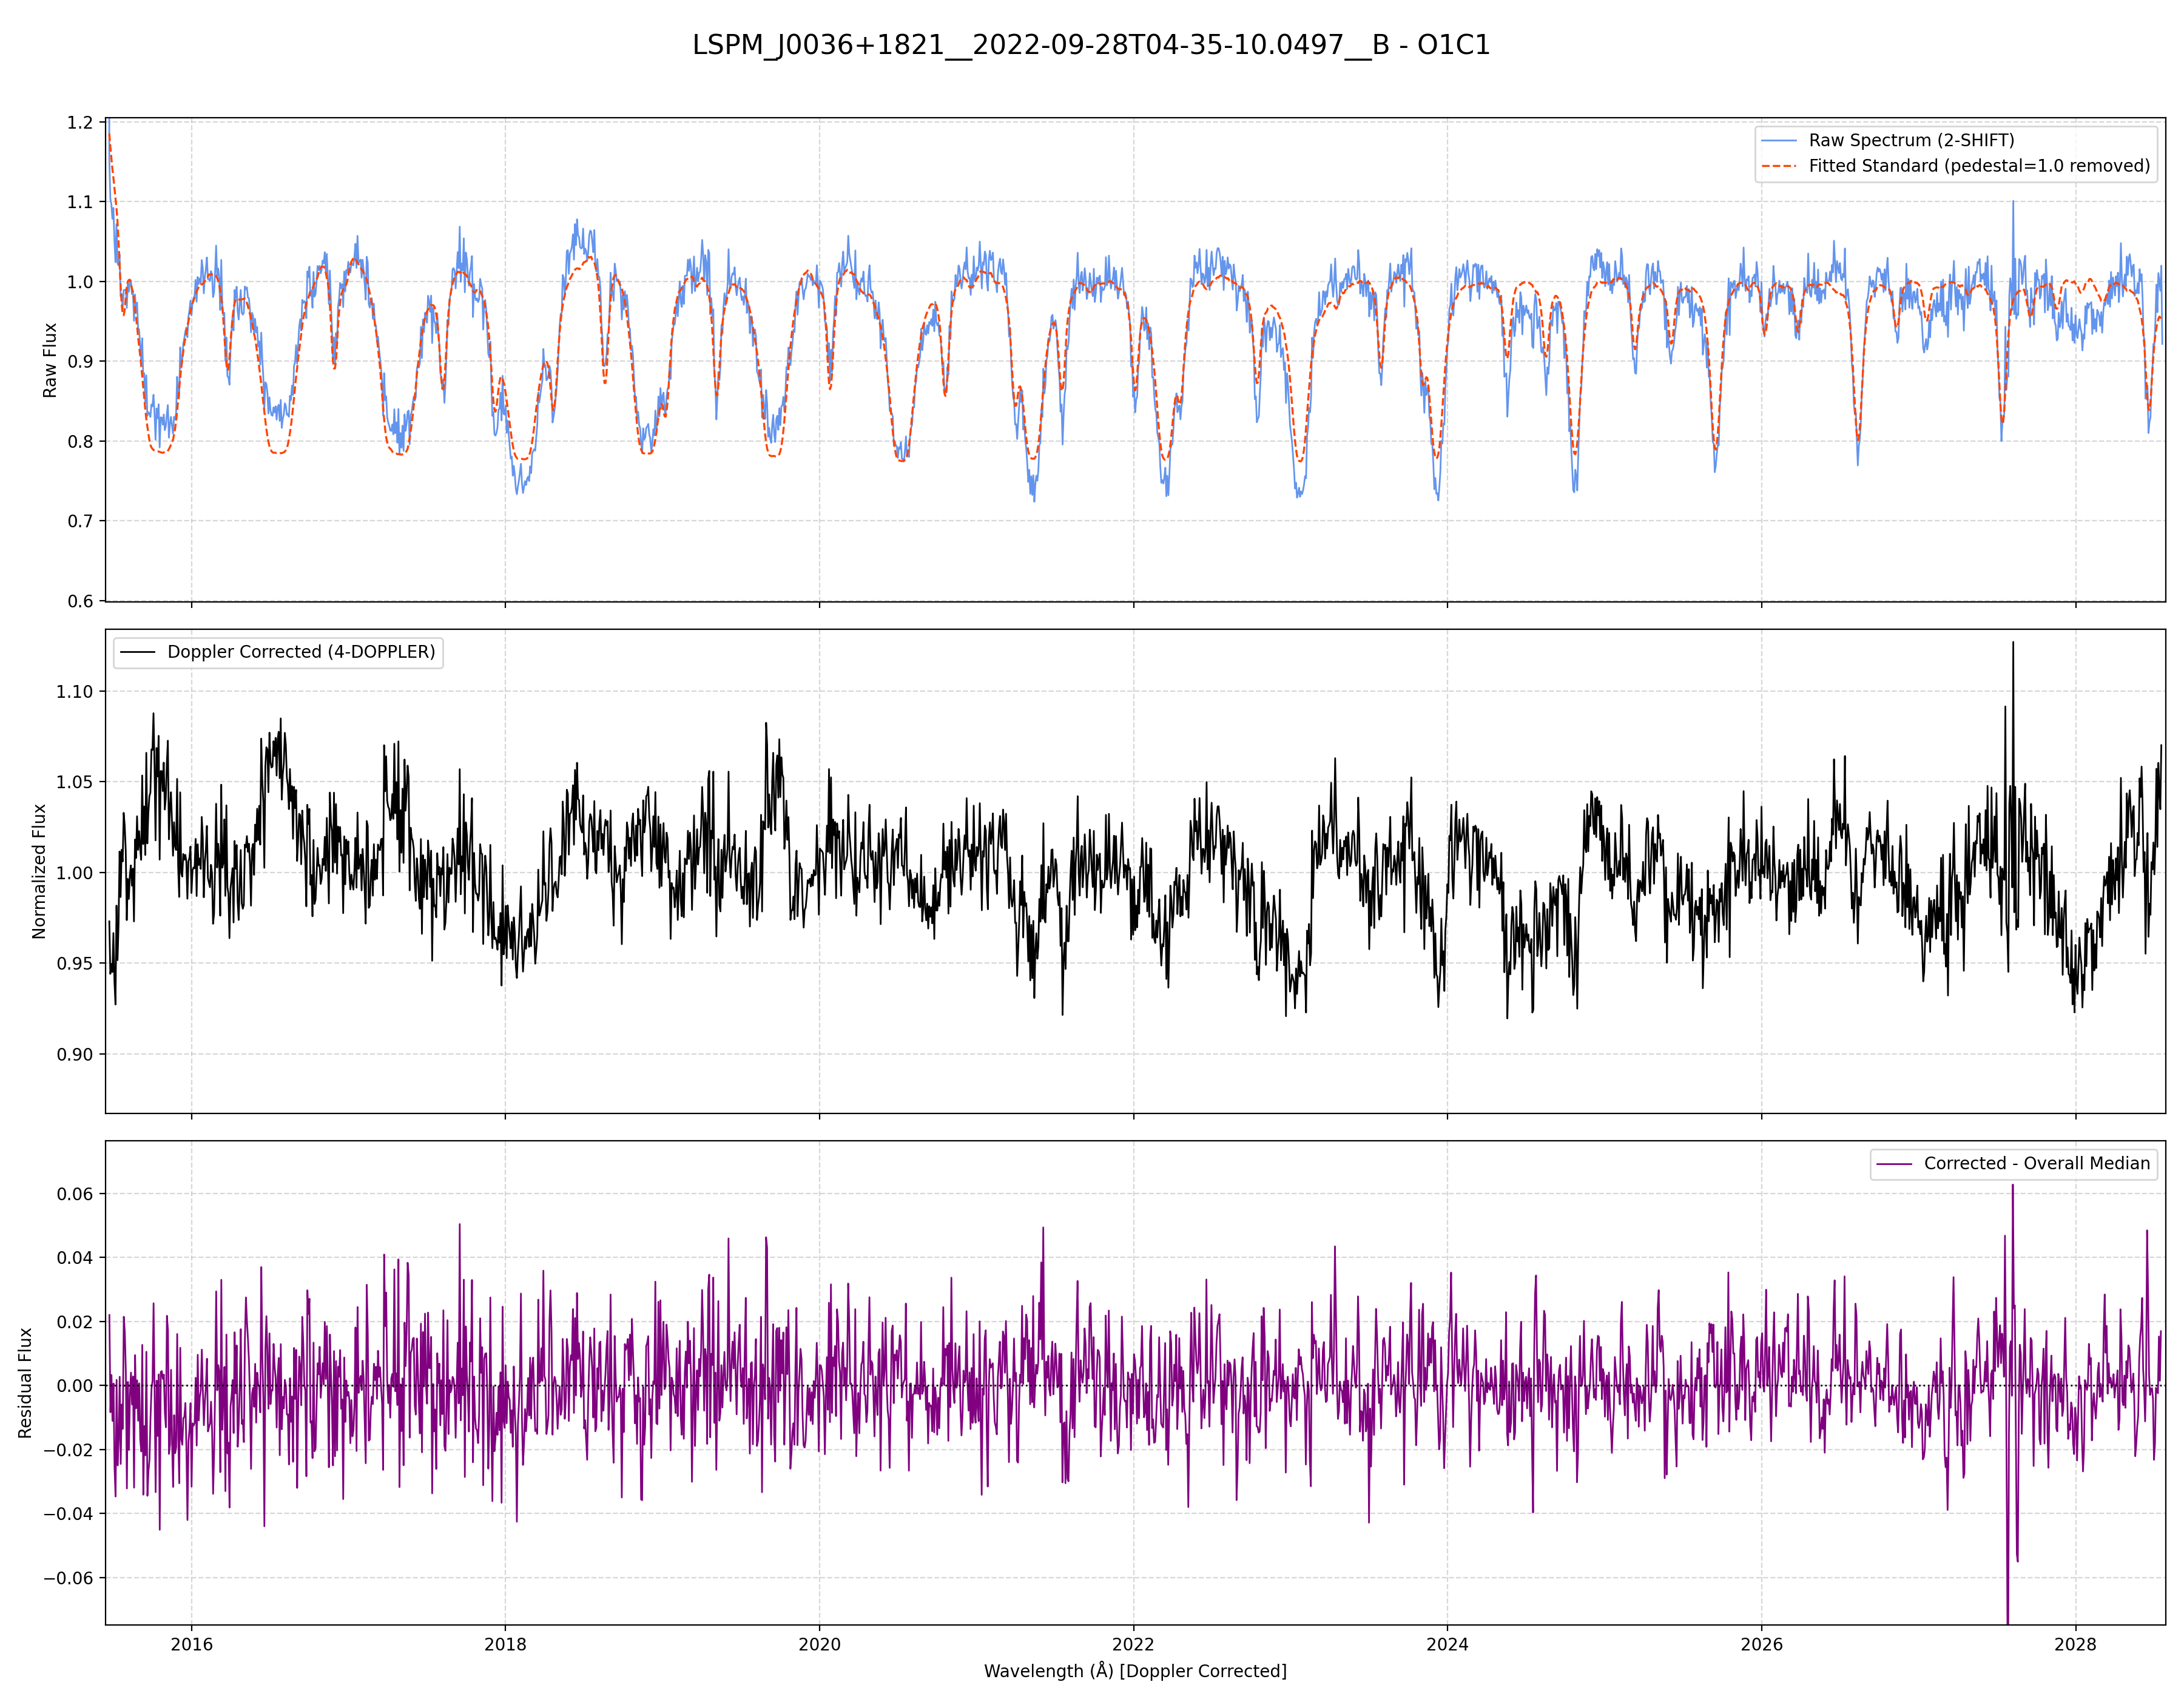 LSPM_J0036+1821__2022-09-28T04-35-10.0497__B - O1C1
1.2
1.1
1.0
0.9
0.8
0.7
0.6
Raw Flux
Raw Spectrum (2-SHIFT)
Fitted Standard (pedestal=1.0 removed)
1.10
1.05
1.00
0.95
0.90
Normalized Flux
Doppler Corrected (4-DOPPLER)
0.06
0.04
0.02
0.00
−0.02
−0.04
−0.06
Residual Flux
Corrected - Overall Median
2016 2018 2020 2022 2024 2026 2028
Wavelength (Å) [Doppler Corrected]